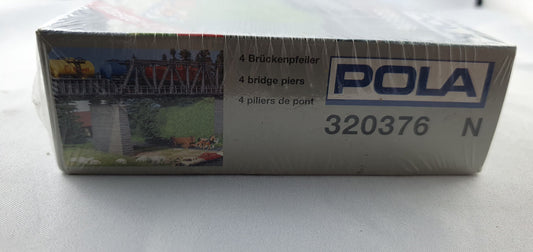 4 Brückenpfeiler
4 bridge piers
4 piliers de pont
POLA
320376 N